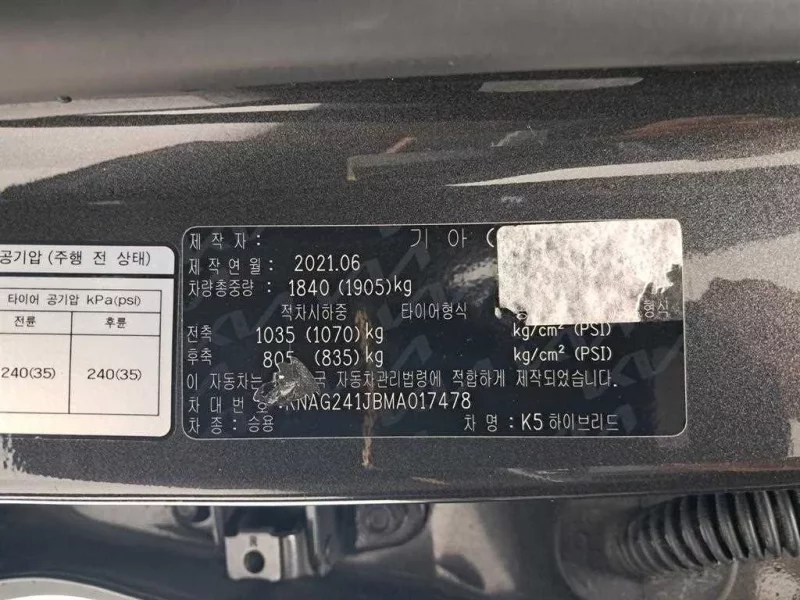 공기압 (주행 전 상태)
타이어 공기압 kPa(psi)
전륜 후륜
240(35) 240(35)
제 작 자 : 기 아 (
제 작 연 월 : 2021.06
차량총중량 : 1840 (1905)kg
적차시하중 타이어형식 형식
전축 1035 (1070) kg kg/cm² (PSI)
후축 805 (835) kg kg/cm² (PSI)
이 자동차는 국 자동차관리법령에 적합하게 제작되었습니다.
차 대 번 호 : KNAG241JBMA017478
차 종 : 승용 차 명 : K5 하이브리드